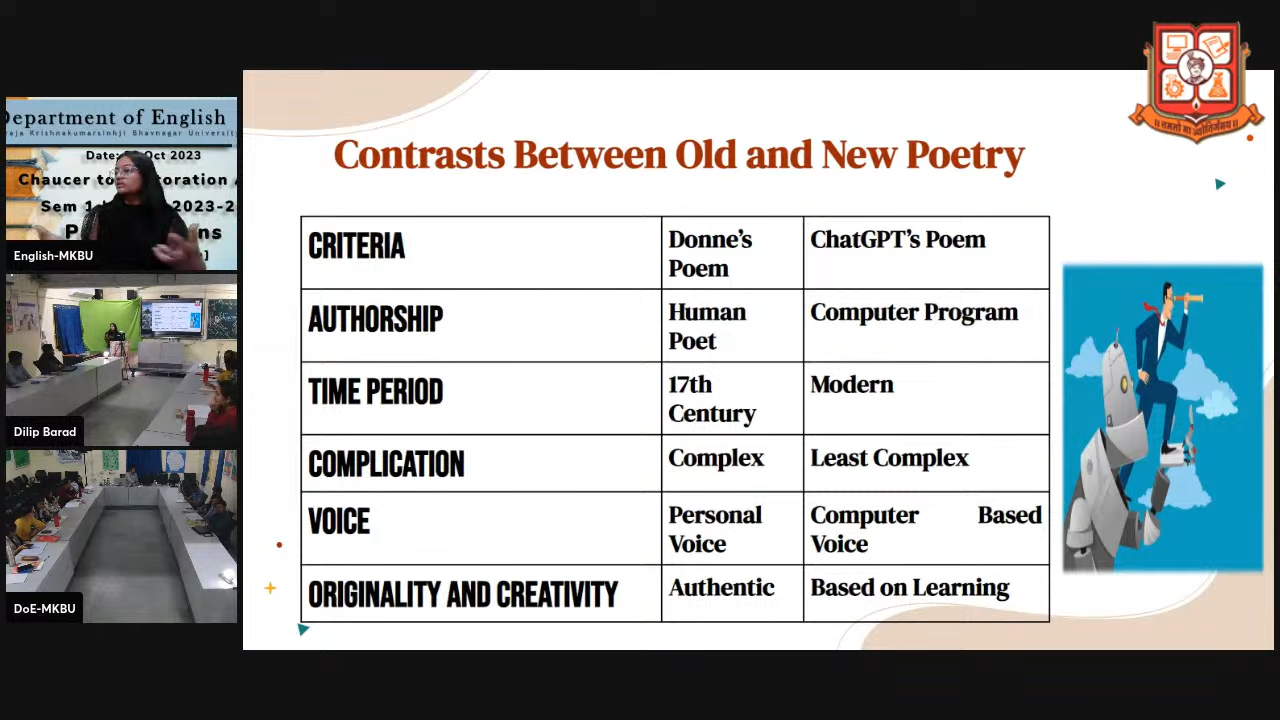 Department of English
Krishnakumarsinhji Bhavnagar University
Oct 2023
Chaucer to
Sem 1
2023-2
English-MKBU
Dilip Barad
DoE-MKBU
Contrasts Between Old and New Poetry
CRITERIA
Donne's
Poem
ChatGPT's Poem
AUTHORSHIP
Human
Poet
Computer Program
TIME PERIOD
17th
Century
Modern
COMPLICATION
Complex
Least Complex
VOICE
Personal
Voice
Computer Based
Voice
ORIGINALITY AND CREATIVITY
Authentic
Based on Learning
॥ तमसो मा ज्योतिर्गमय ॥